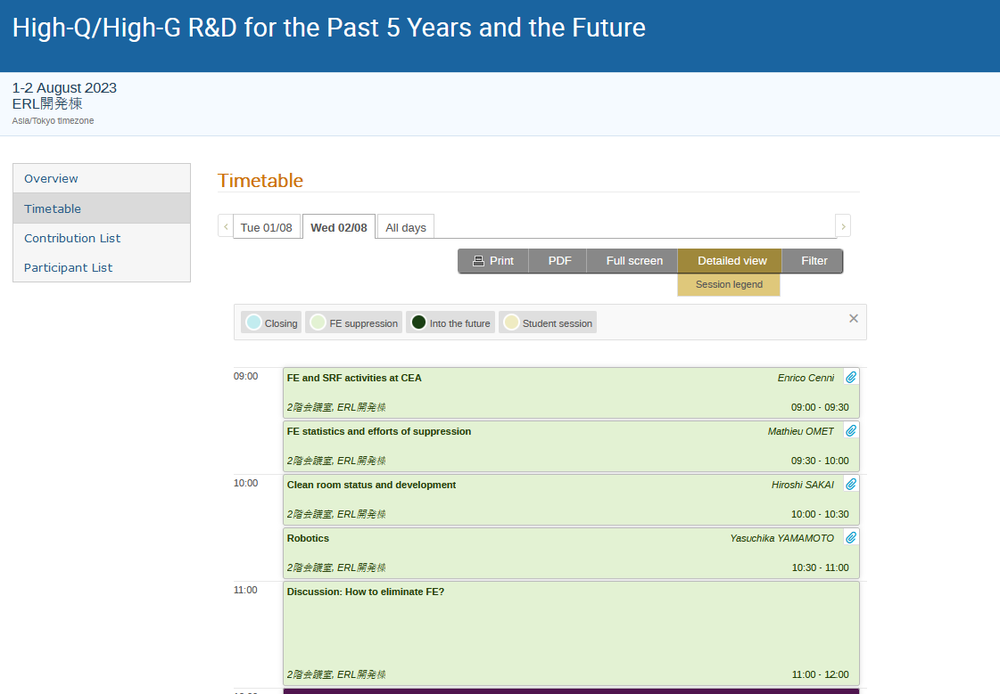 High-Q/High-G R&D for the Past 5 Years and the Future
1-2 August 2023
ERL開発棟
Asia/Tokyo timezone
Overview
Timetable
Contribution List
Participant List
Timetable
Tue 01/08
Wed 02/08
All days
Print
PDF
Full screen
Detailed view
Filter
Session legend
Closing
FE suppression
Into the future
Student session
09:00
FE and SRF activities at CEA
Enrico Cenni
2階会議室, ERL開発棟
09:00 - 09:30
FE statistics and efforts of suppression
Mathieu OMET
2階会議室, ERL開発棟
09:30 - 10:00
10:00
Clean room status and development
Hiroshi SAKAI
2階会議室, ERL開発棟
10:00 - 10:30
Robotics
Yasuchika YAMAMOTO
2階会議室, ERL開発棟
10:30 - 11:00
11:00
Discussion: How to eliminate FE?
2階会議室, ERL開発棟
11:00 - 12:00